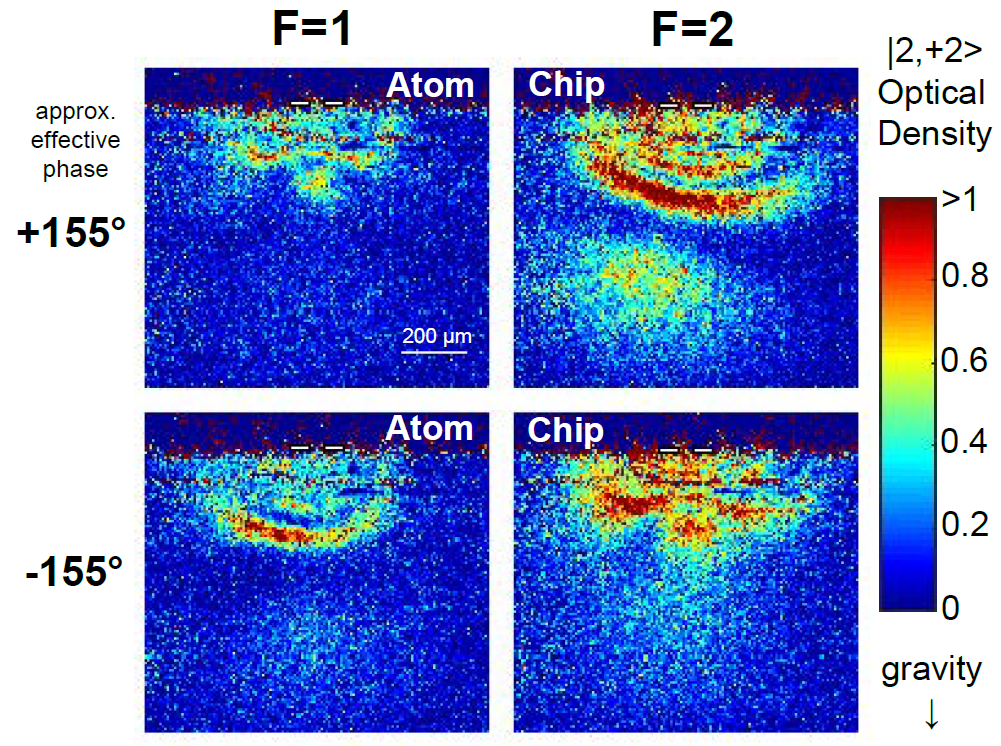 F=1
F=2
|2,+2>
Optical
Density
approx.
effective
phase
+155°
-155°
Atom
Chip
200 µm
Atom
Chip
>1
0.8
0.6
0.4
0.2
0
gravity
↓